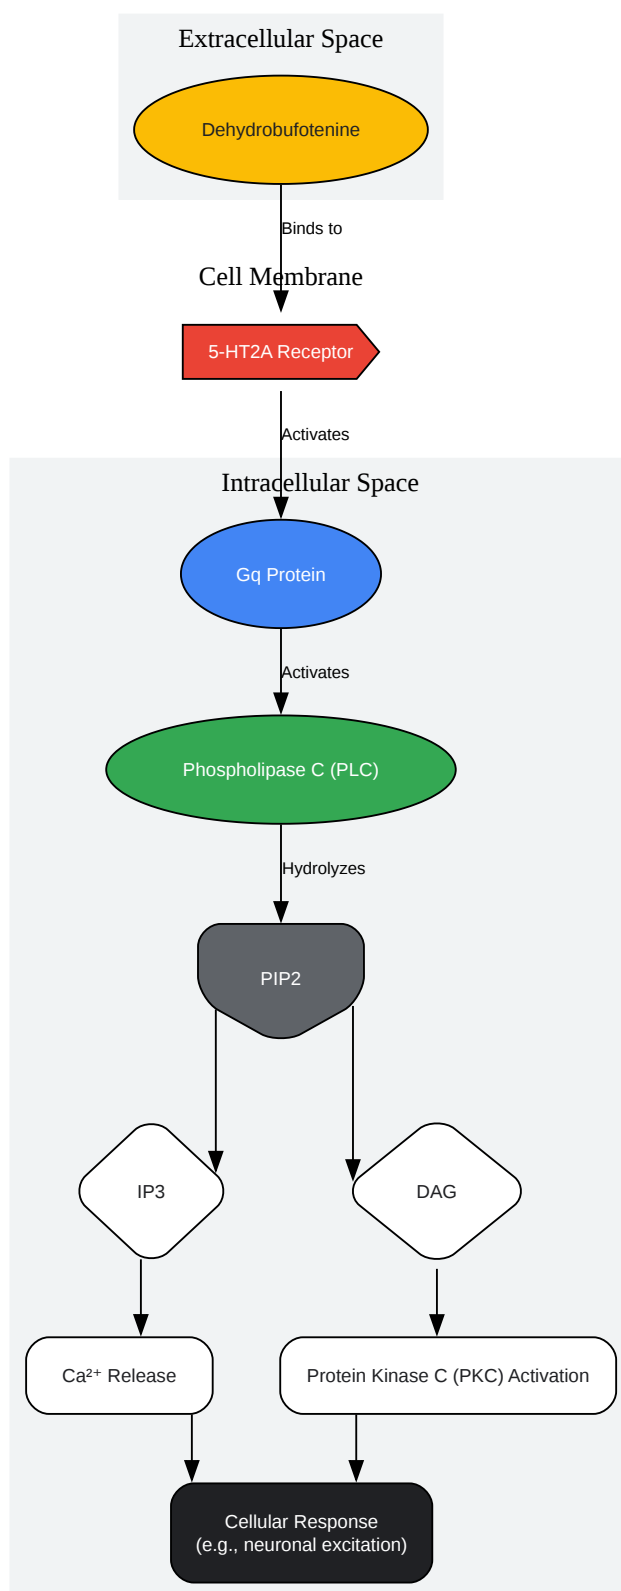 Extracellular Space
Dehydrobufotenine
Binds to
Cell Membrane
5-HT2A Receptor
Activates
Intracellular Space
Gq Protein
Activates
Phospholipase C (PLC)
Hydrolyzes
PIP2
IP3
DAG
Ca²⁺ Release
Protein Kinase C (PKC) Activation
Cellular Response
(e.g., neuronal excitation)